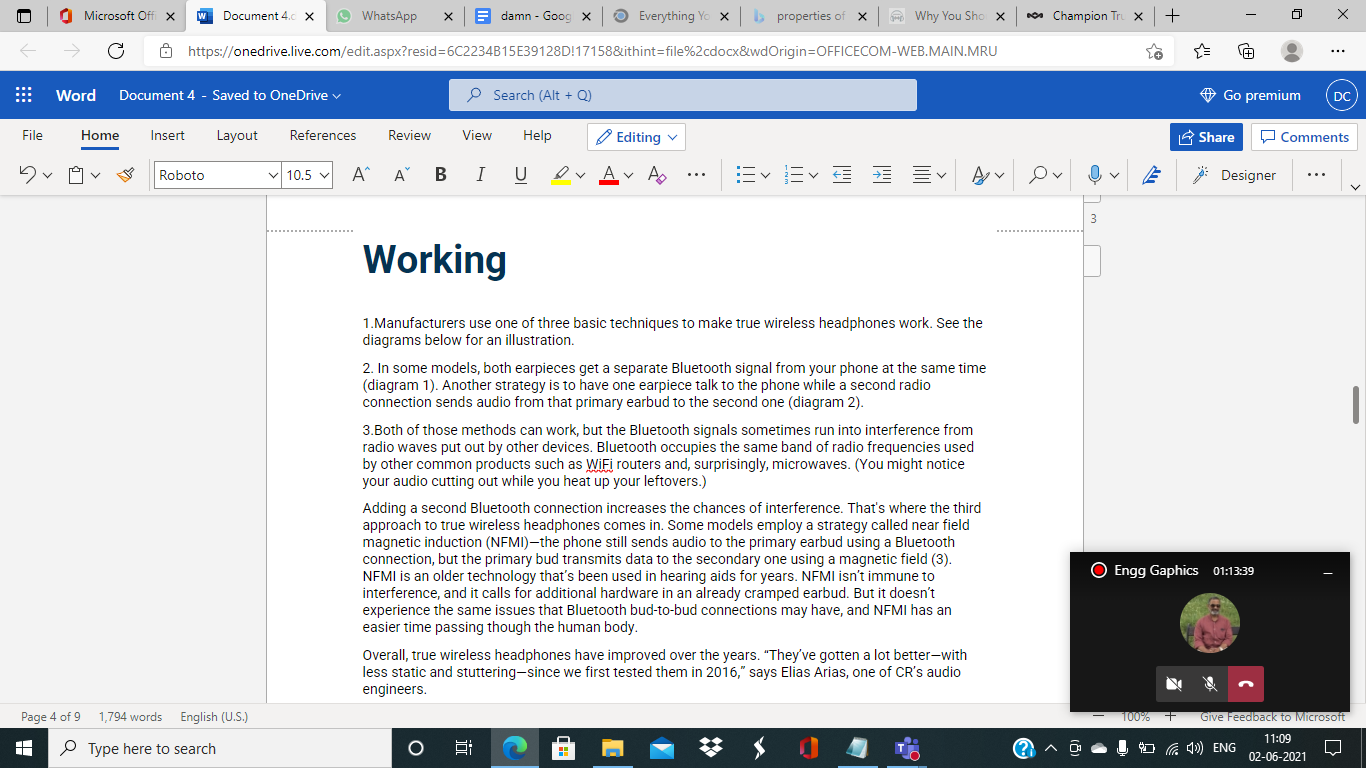 Microsoft Offi
Document 4.d
WhatsApp
damn - Goog
Everything Yo
properties of
Why You Sho
Champion Tru
https://onedrive.live.com/edit.aspx?resid=6C2234B15E39128D!17158&ithint=file%2cdocx&wdOrigin=OFFICECOM-WEB.MAIN.MRU
Word
Document 4 - Saved to OneDrive
Search (Alt + Q)
Go premium
DC
File
Home
Insert
Layout
References
Review
View
Help
Editing
Share
Comments
Roboto
10.5
A
A
B
I
U
A
A
Designer
3
Working
1.Manufacturers use one of three basic techniques to make true wireless headphones work. See the
diagrams below for an illustration.
2. In some models, both earpieces get a separate Bluetooth signal from your phone at the same time
(diagram 1). Another strategy is to have one earpiece talk to the phone while a second radio
connection sends audio from that primary earbud to the second one (diagram 2).
3.Both of those methods can work, but the Bluetooth signals sometimes run into interference from
radio waves put out by other devices. Bluetooth occupies the same band of radio frequencies used
by other common products such as WiFi routers and, surprisingly, microwaves. (You might notice
your audio cutting out while you heat up your leftovers.)
Adding a second Bluetooth connection increases the chances of interference. That's where the third
approach to true wireless headphones comes in. Some models employ a strategy called near field
magnetic induction (NFMI)—the phone still sends audio to the primary earbud using a Bluetooth
connection, but the primary bud transmits data to the secondary one using a magnetic field (3).
NFMI is an older technology that’s been used in hearing aids for years. NFMI isn’t immune to
interference, and it calls for additional hardware in an already cramped earbud. But it doesn’t
experience the same issues that Bluetooth bud-to-bud connections may have, and NFMI has an
easier time passing though the human body.
Overall, true wireless headphones have improved over the years. “They’ve gotten a lot better—with
less static and stuttering—since we first tested them in 2016,” says Elias Arias, one of CR’s audio
engineers.
Engg Gaphics 01:13:39
Page 4 of 9
1,794 words
English (U.S.)
100%
Give Feedback to Microsoft
Type here to search
ENG
11:09
02-06-2021